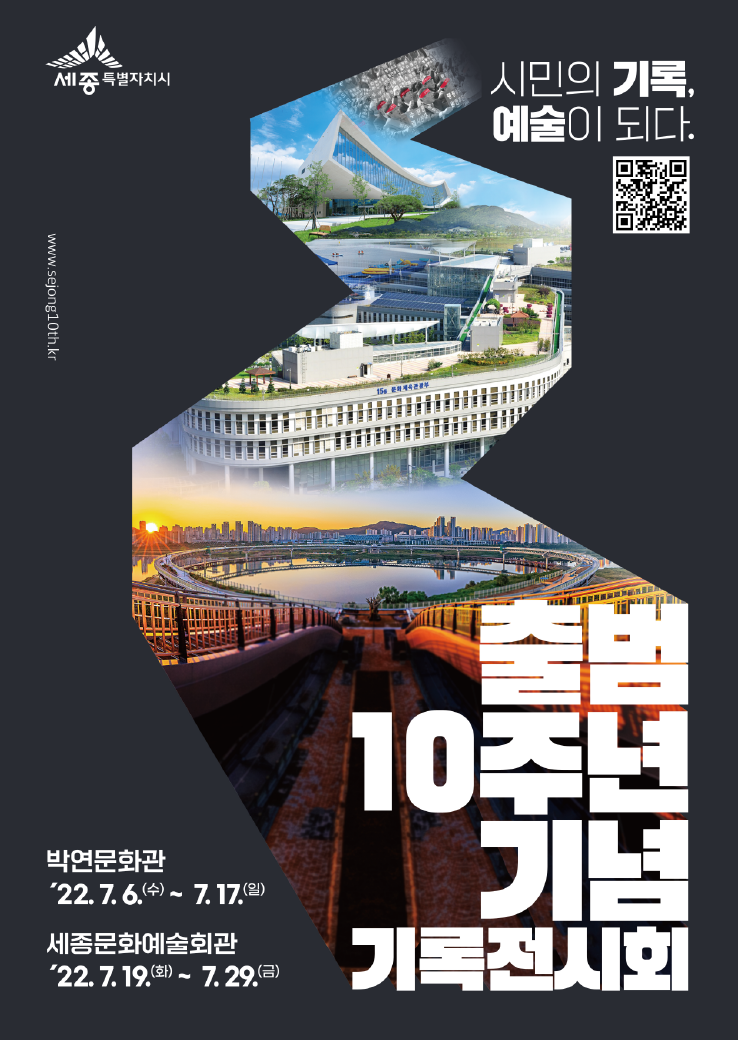 세종특별자치시
시민의 기록,
예술이 되다.
www.sejong10th.kr
15동 문화체육관광부
출범
10주년
기념
기록전시회
박연문화관
'22. 7. 6.(수) ~ 7. 17.(일)
세종문화예술회관
'22. 7. 19.(화) ~ 7. 29.(금)